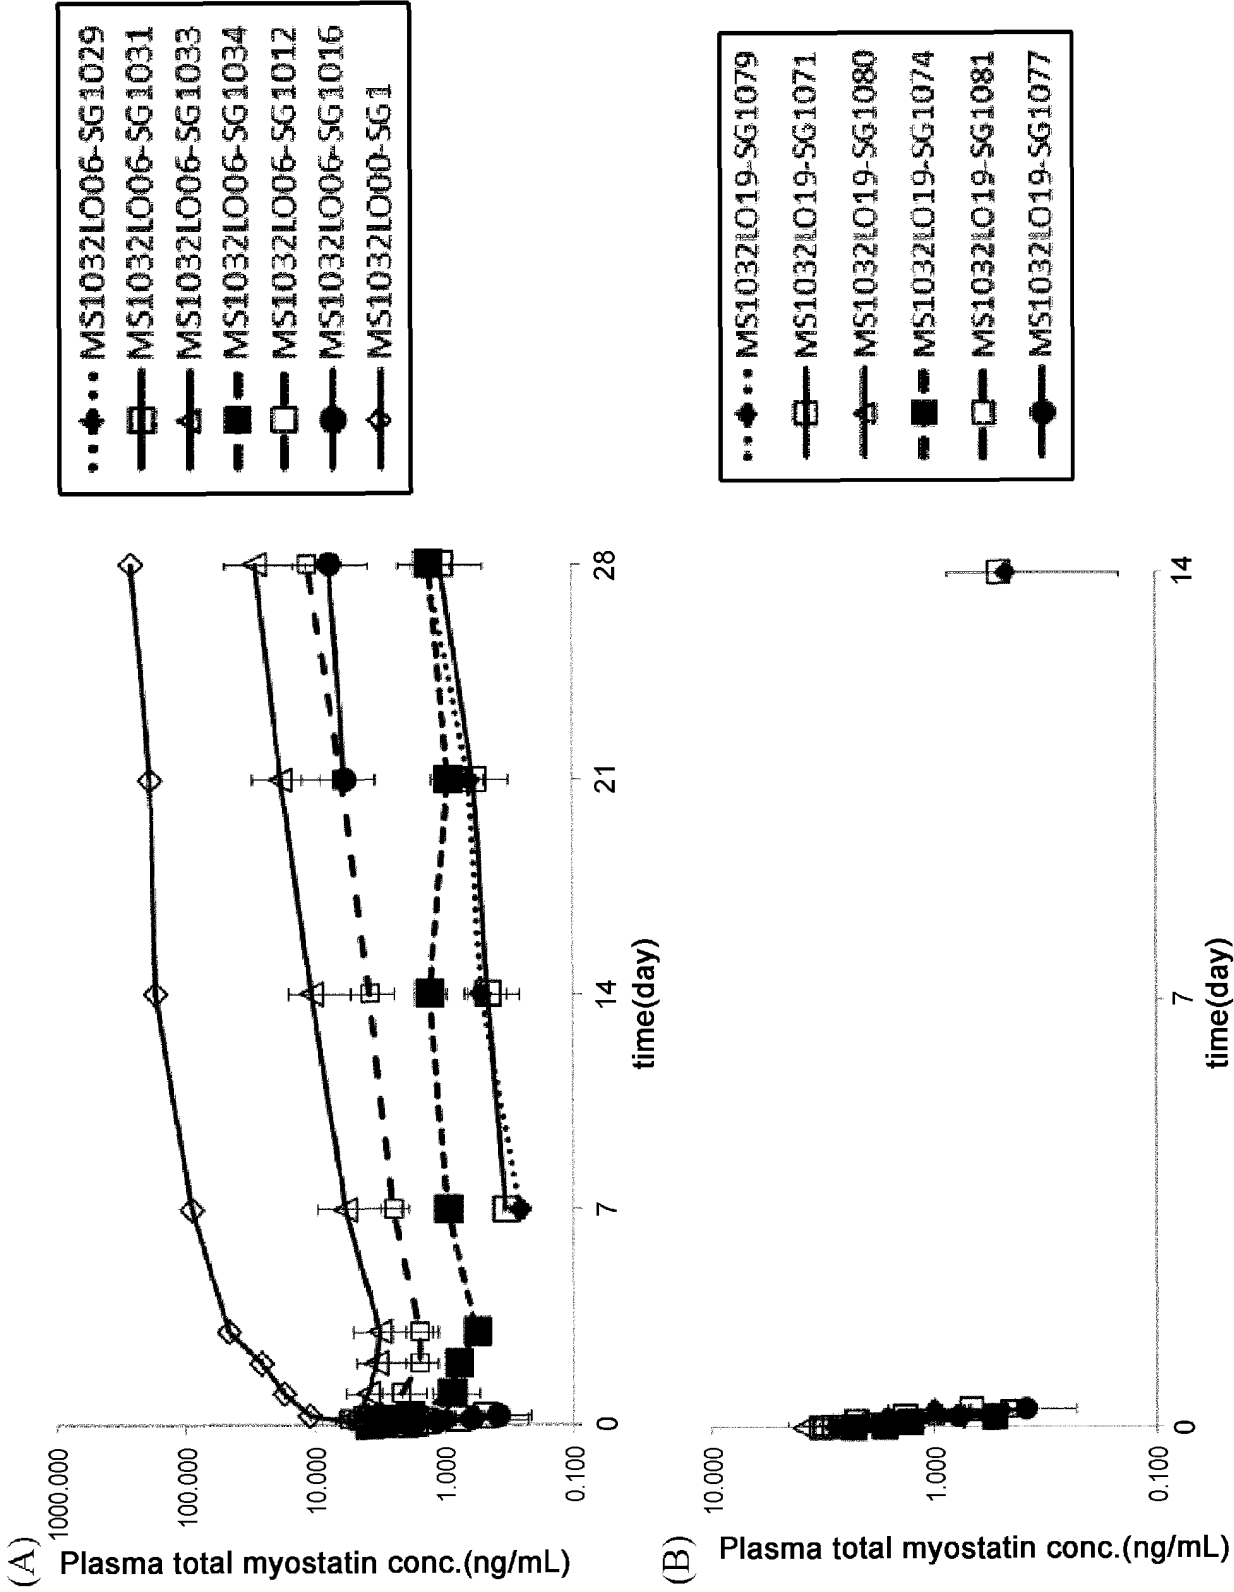 (A)
Plasma total myostatin conc.(ng/mL)
1000.000
100.000
10.000
1.000
0.100
0
7
14
21
28
time(day)
MS1032LO06-SG1029
MS1032LO06-SG1031
MS1032LO06-SG1033
MS1032LO06-SG1034
MS1032LO06-SG1012
MS1032LO06-SG1016
MS1032LO00-SG1
(B)
Plasma total myostatin conc.(ng/mL)
10.000
1.000
0.100
0
7
14
time(day)
MS1032LO19-SG1079
MS1032LO19-SG1071
MS1032LO19-SG1080
MS1032LO19-SG1074
MS1032LO19-SG1081
MS1032LO19-SG1077